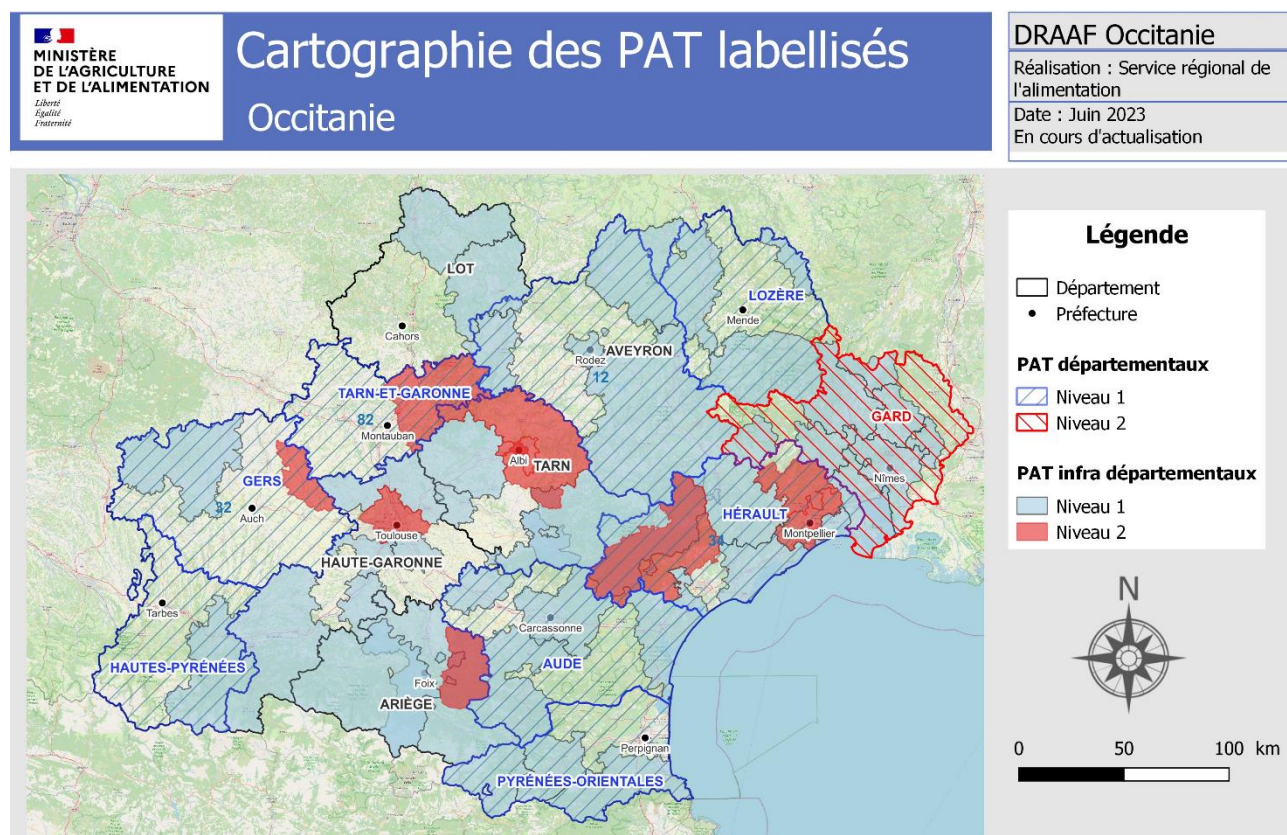 MINISTÈRE
DE L'AGRICULTURE
ET DE L'ALIMENTATION
Liberté
Égalité
Fraternité
Cartographie des PAT labellisés
Occitanie
DRAAF Occitanie
Réalisation : Service régional de
l'alimentation
Date : Juin 2023
En cours d'actualisation
LOT
Cahors
LOZÈRE
Mende
Rodez
AVEYRON
12
TARN-ET-GARONNE
82
Montauban
GARD
Nîmes
Albi
TARN
GERS
32
Auch
HÉRAULT
34
Montpellier
Toulouse
HAUTE-GARONNE
Tarbes
Carcassonne
HAUTES-PYRÉNÉES
AUDE
Foix
ARIÈGE
Perpignan
PYRÉNÉES-ORIENTALES
Légende
Département
Préfecture
PAT départementaux
Niveau 1
Niveau 2
PAT infra départementaux
Niveau 1
Niveau 2
N
0 50 100 km